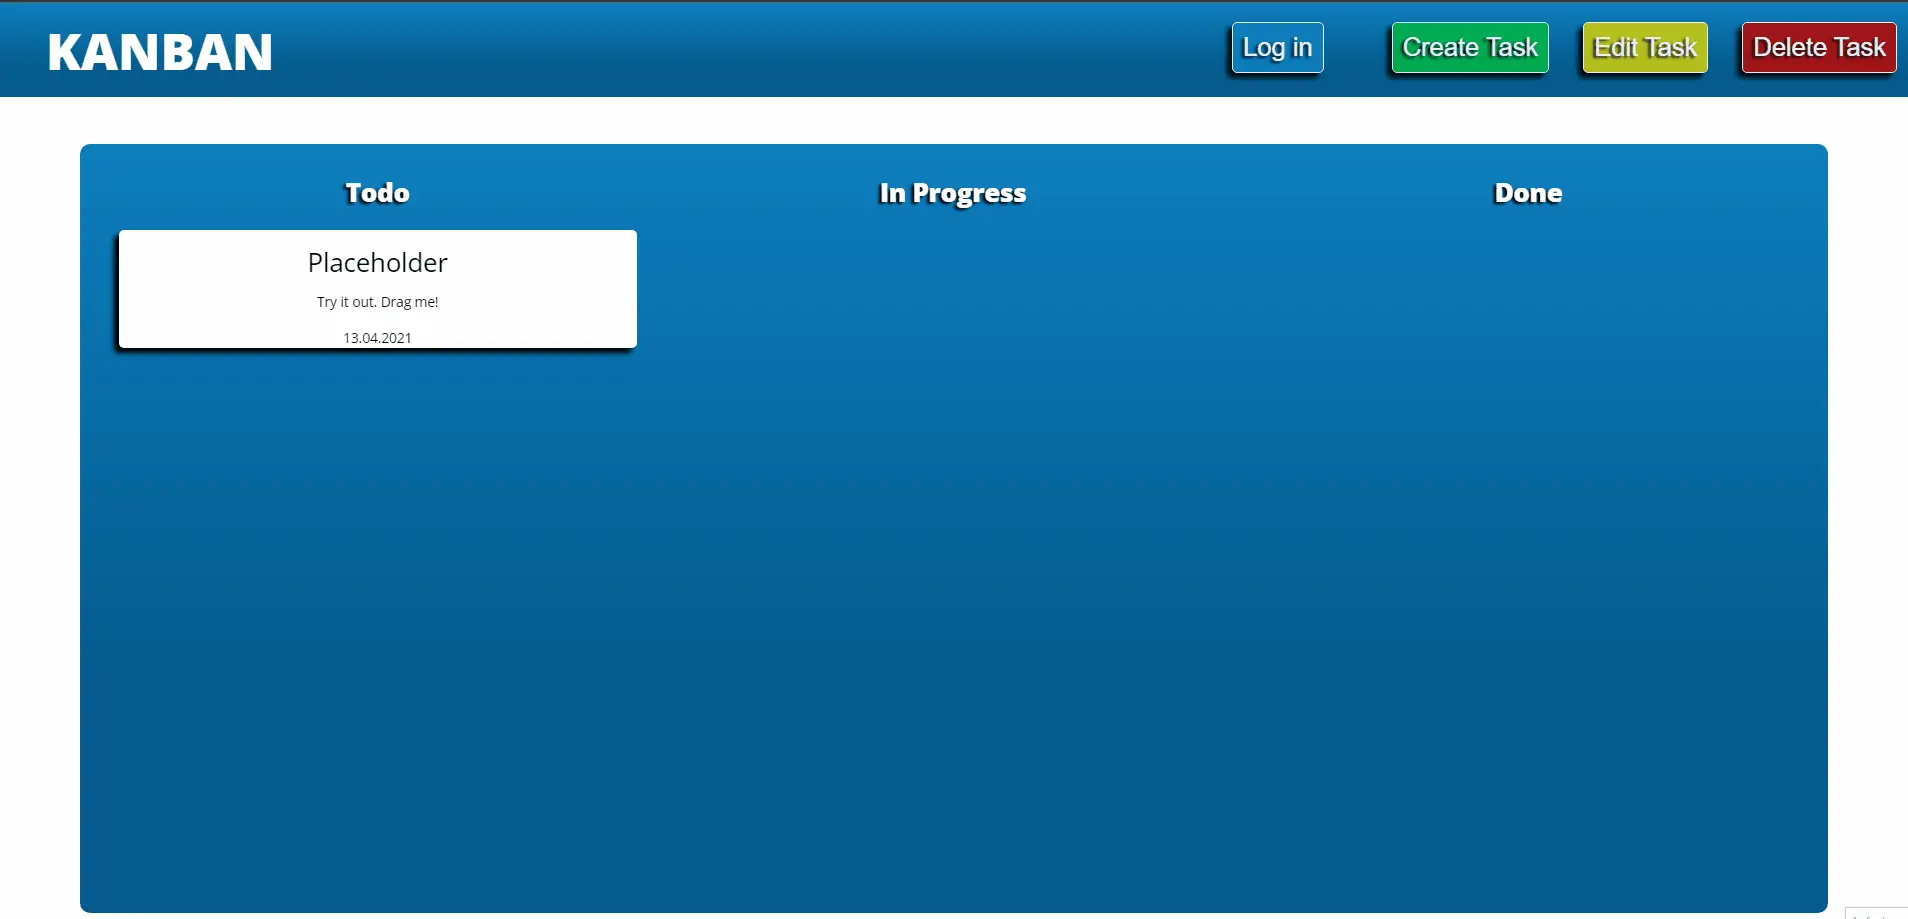 KANBAN
Log in
Create Task
Edit Task
Delete Task
Todo
In Progress
Done
Placeholder
Try it out. Drag me!
13.04.2021